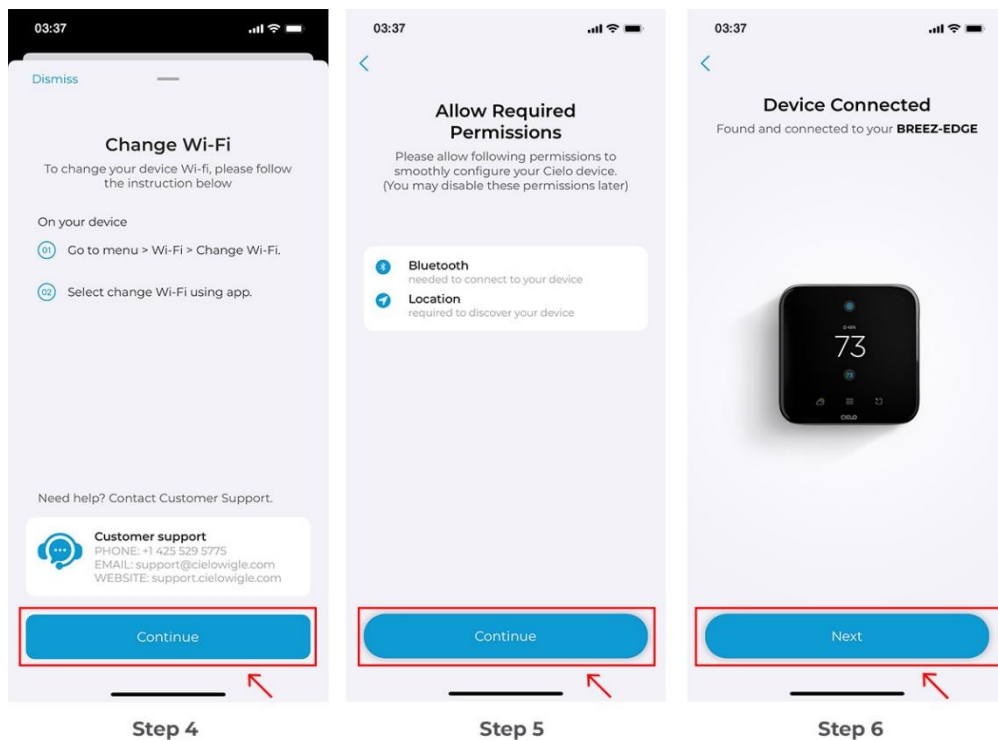 03:37
Dismiss
Change Wi-Fi
To change your device Wi-fi, please follow
the instruction below
On your device
01 Go to menu > Wi-Fi > Change Wi-Fi.
02 Select change Wi-Fi using app.
Need help? Contact Customer Support.
Customer support
PHONE: +1 425 529 5775
EMAIL: support@cielowigle.com
WEBSITE: support.cielowigle.com
Continue
Step 4
03:37
Allow Required
Permissions
Please allow following permissions to
smoothly configure your Cielo device.
(You may disable these permissions later)
Bluetooth
needed to connect to your device
Location
required to discover your device
Continue
Step 5
03:37
Device Connected
Found and connected to your BREEZ-EDGE
73
73
cielo
Next
Step 6